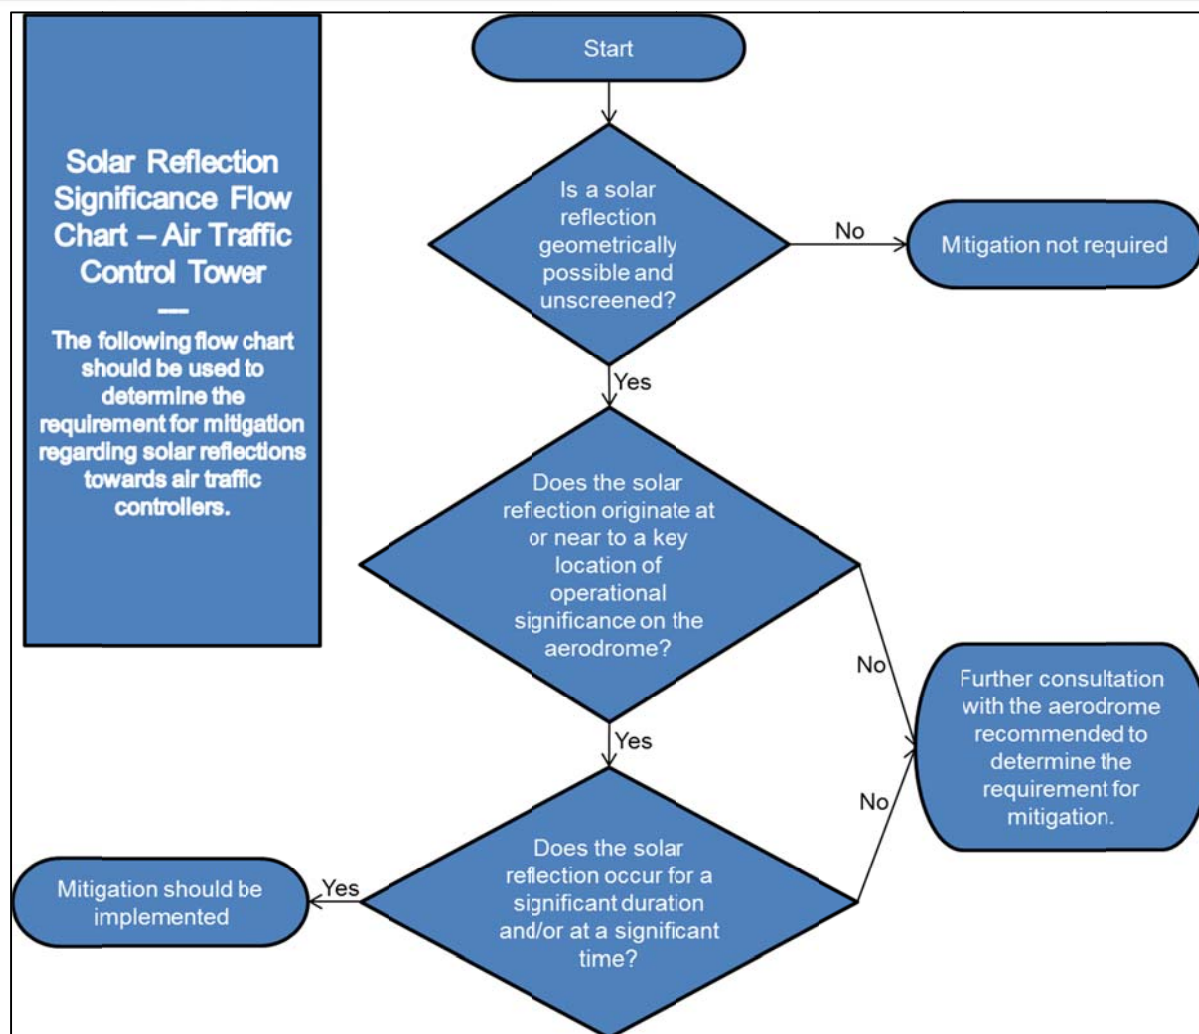 Solar Reflection
Significance Flow
Chart – Air Traffic
Control Tower
---
The following flow chart
should be used to
determine the
requirement for mitigation
regarding solar reflections
towards air traffic
controllers.
Start
Is a solar
reflection
geometrically
possible and
unscreened?
No
Mitigation not required
Yes
Does the solar
reflection originate at
or near to a key
location of
operational
significance on the
aerodrome?
No
Further consultation
with the aerodrome
recommended to
determine the
requirement for
mitigation.
Yes
No
Does the solar
reflection occur for a
significant duration
and/or at a significant
time?
Yes
Mitigation should be
implemented